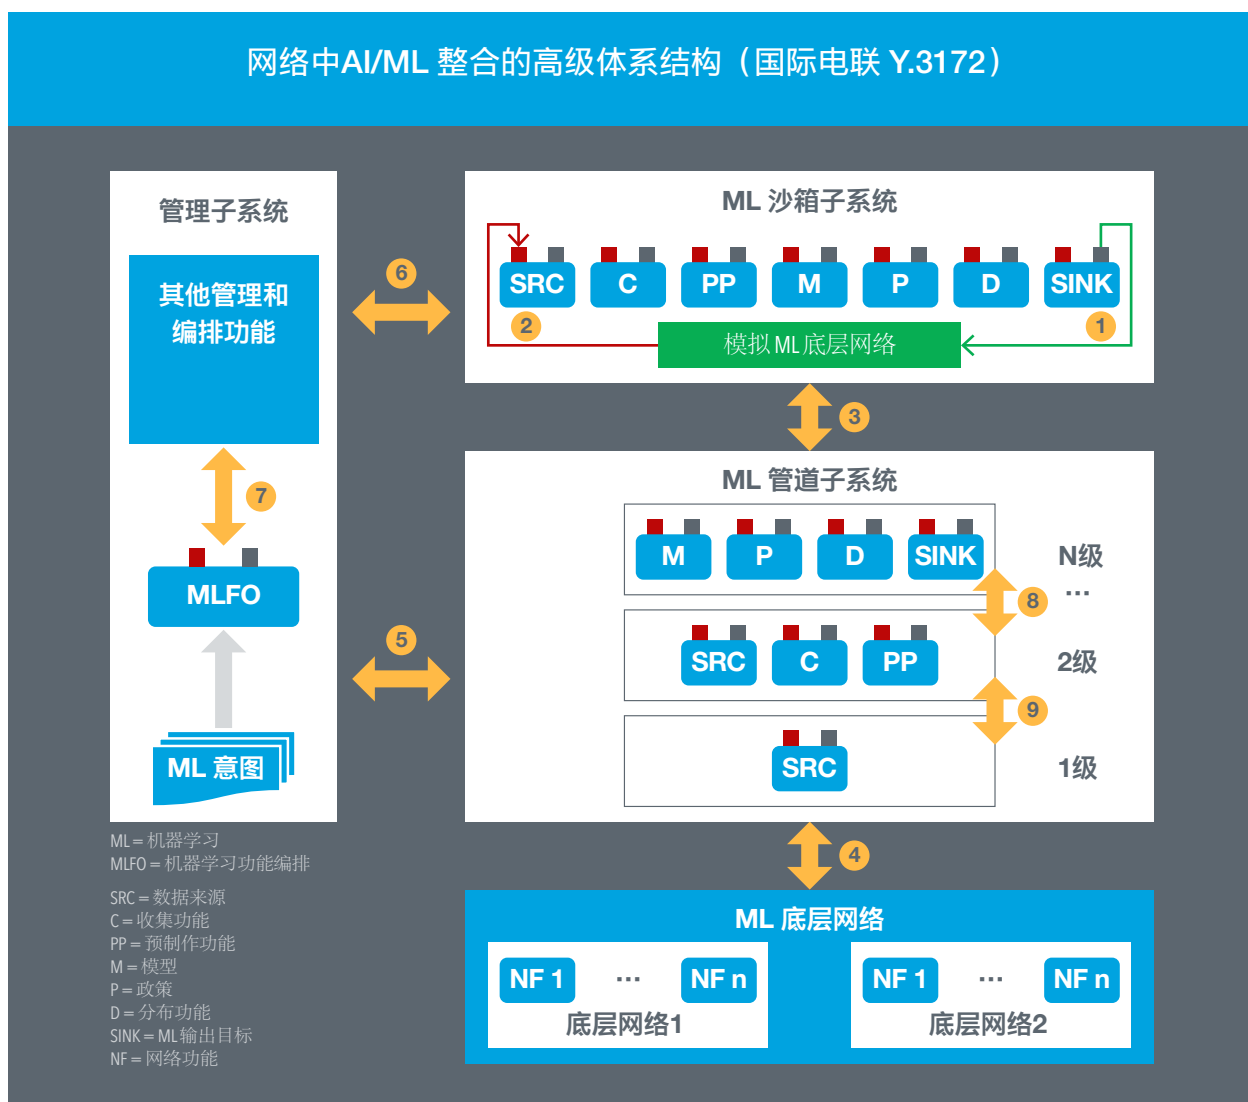 网络中AI/ML 整合的高级体系结构（国际电联 Y.3172）
管理子系统
其他管理和
编排功能
7
MLFO
ML 意图
6
5
ML 沙箱子系统
SRC C PP M P D SINK
2
1
模拟 ML 底层网络
3
ML 管道子系统
M P D SINK
N级
...
8
SRC C PP
2级
9
SRC
1级
4
ML 底层网络
NF 1 ... NF n
底层网络1
NF 1 ... NF n
底层网络2
ML = 机器学习
MLFO = 机器学习功能编排
SRC = 数据来源
C = 收集功能
PP = 预制作功能
M = 模型
P = 政策
D = 分布功能
SINK = ML 输出目标
NF = 网络功能